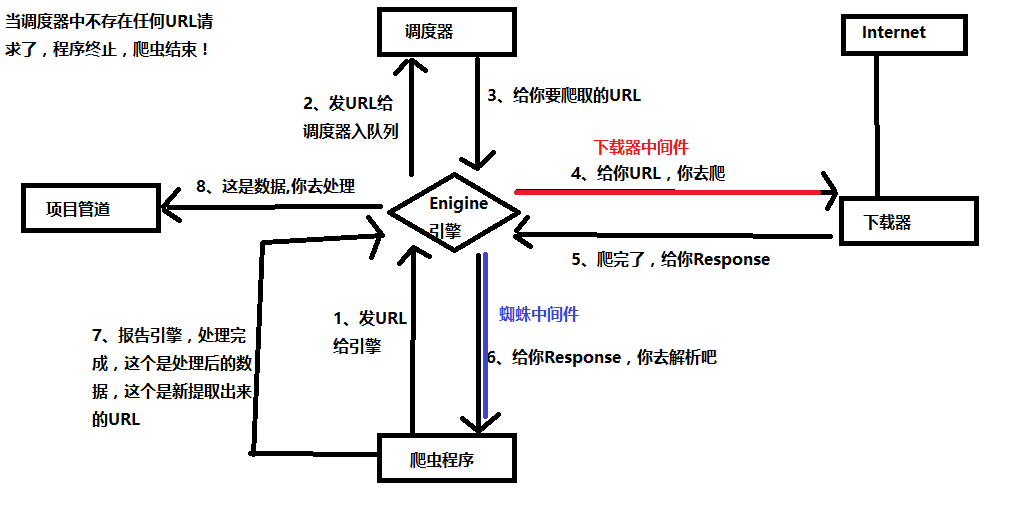 当调度器中不存在任何URL请
求了，程序终止，爬虫结束！
调度器
Internet
2、发URL给
调度器入队列
3、给你要爬取的URL
下载器中间件
4、给你URL，你去爬
8、这是数据,你去处理
项目管道
Enigine
引擎
下载器
5、爬完了，给你Response
1、发URL
给引擎
蜘蛛中间件
6、给你Response，你去解析吧
7、报告引擎，处理完
成，这个是处理后的数
据，这个是新提取出来
的URL
爬虫程序